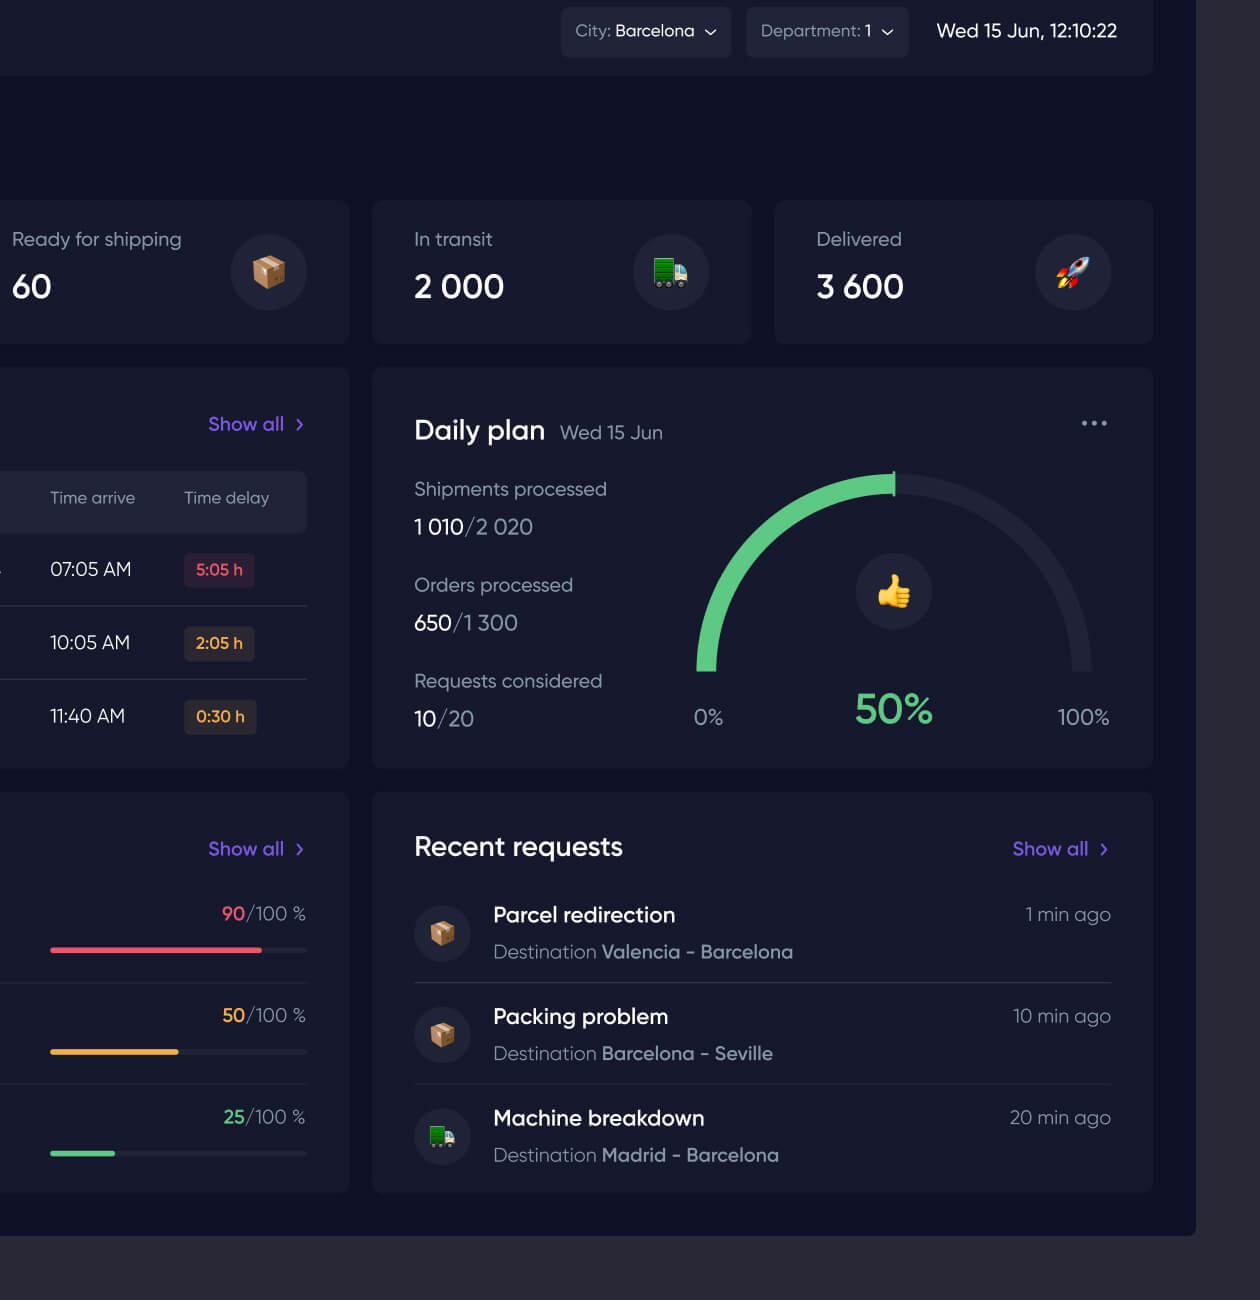 City: Barcelona
Department: 1
Wed 15 Jun, 12:10:22
Ready for shipping
60
In transit
2 000
Delivered
3 600
Show all
Time arrive Time delay
07:05 AM 5:05 h
10:05 AM 2:05 h
11:40 AM 0:30 h
Daily plan Wed 15 Jun
Shipments processed
1 010/2 020
Orders processed
650/1 300
Requests considered
10/20
0% 50% 100%
Show all
90/100 %
50/100 %
25/100 %
Recent requests Show all
Parcel redirection 1 min ago
Destination Valencia - Barcelona
Packing problem 10 min ago
Destination Barcelona - Seville
Machine breakdown 20 min ago
Destination Madrid - Barcelona